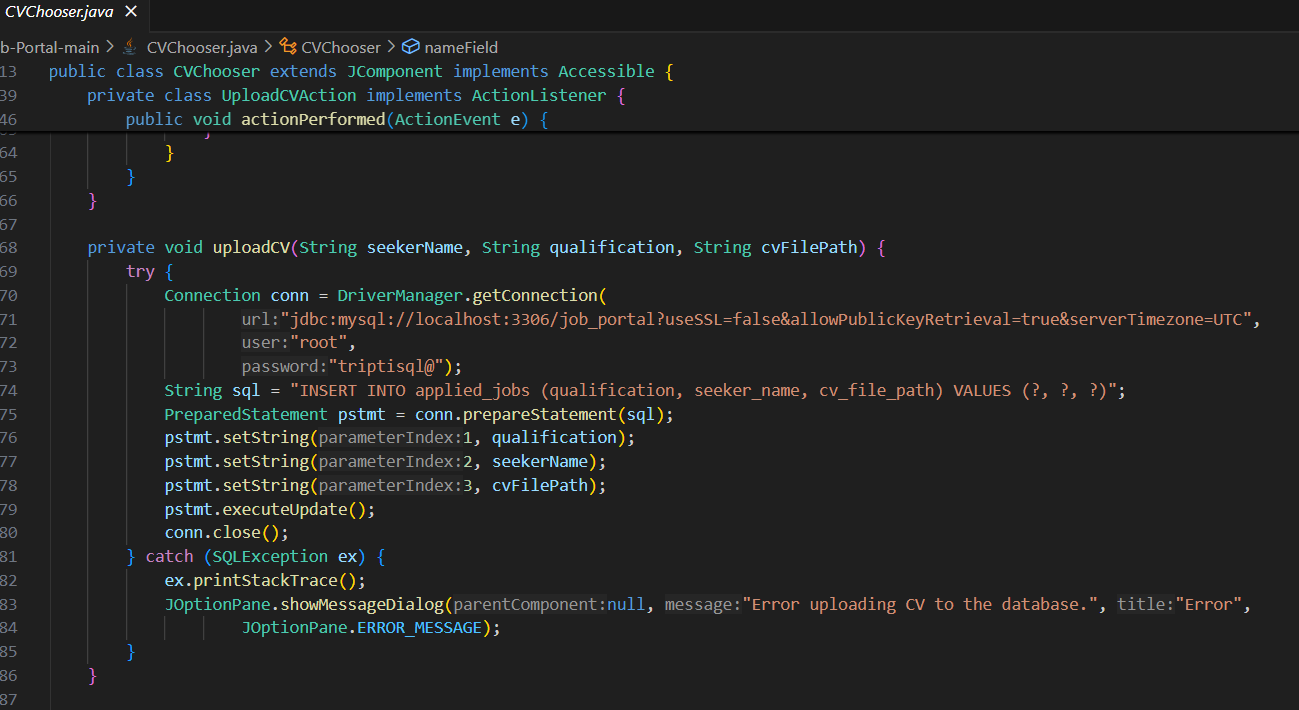 CVChooser.java ✕
b-Portal-main > CVChooser.java > CVChooser > nameField
13 public class CVChooser extends JComponent implements Accessible {
39 private class UploadCVAction implements ActionListener {
46 public void actionPerformed(ActionEvent e) {
}
64 }
65 }
66 }
67
68 private void uploadCV(String seekerName, String qualification, String cvFilePath) {
69 try {
70 Connection conn = DriverManager.getConnection(
71 url:"jdbc:mysql://localhost:3306/job_portal?useSSL=false&allowPublicKeyRetrieval=true&serverTimezone=UTC",
72 user:"root",
73 password:"triptisql@");
74 String sql = "INSERT INTO applied_jobs (qualification, seeker_name, cv_file_path) VALUES (?, ?, ?)";
75 PreparedStatement pstmt = conn.prepareStatement(sql);
76 pstmt.setString(parameterIndex:1, qualification);
77 pstmt.setString(parameterIndex:2, seekerName);
78 pstmt.setString(parameterIndex:3, cvFilePath);
79 pstmt.executeUpdate();
80 conn.close();
81 } catch (SQLException ex) {
82 ex.printStackTrace();
83 JOptionPane.showMessageDialog(parentComponent:null, message:"Error uploading CV to the database.", title:"Error",
84 JOptionPane.ERROR_MESSAGE);
85 }
86 }
87